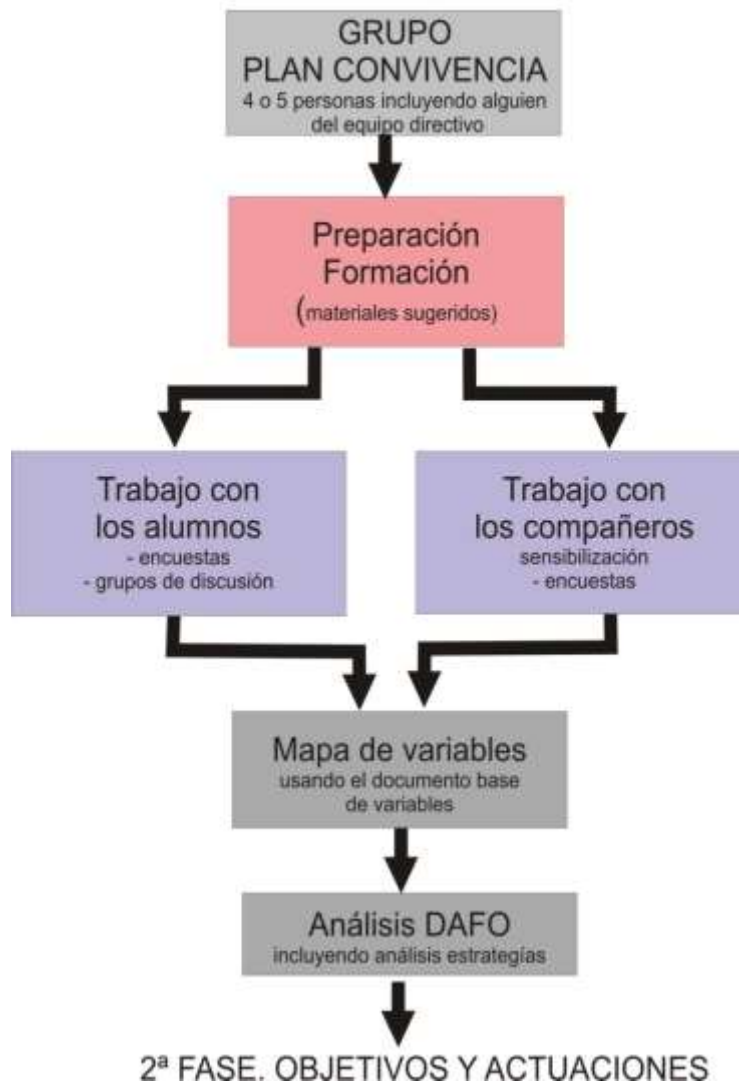 GRUPO
PLAN CONVIVENCIA
4 o 5 personas incluyendo alguien
del equipo directivo
Preparación
Formación
(materiales sugeridos)
Trabajo con
los alumnos
- encuestas
- grupos de discusión
Trabajo con
los compañeros
sensibilización
- encuestas
Mapa de variables
usando el documento base
de variables
Análisis DAFO
incluyendo análisis estrategías
2ª FASE. OBJETIVOS Y ACTUACIONES